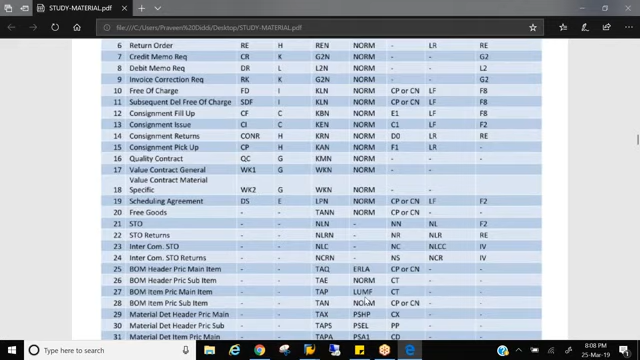 STUDY-MATERIAL.pdf
file:///C:/Users/Praveen%20Diddi/Desktop/STUDY-MATERIAL.pdf
6 Return Order RE H REN NORM - LR RE
7 Credit Memo Req CR K G2N NORM - - G2
8 Debit Memo Req DR L L2N NORM - - L2
9 Invoice Correction Req RK K G2N NORM - - G2
10 Free Of Charge FD I KLN NORM CP or CN LF F8
11 Subsequent Del Free Of Charge SDF I KLN NORM CP or CN LF F8
12 Consignment Fill Up CF C KBN NORM E1 LF F8
13 Consignment Issue CI C KEN NORM C1 LF F2
14 Consignment Returns CONR H KRN NORM D0 LR RE
15 Consignment Pick Up CP H KAN NORM F1 LR -
16 Quality Contract QC G KMN NORM - - -
17 Value Contract General WK1 G WKN NORM - - -
Value Contract Material
18 Specific WK2 G WKN NORM - -
19 Scheduling Agreement DS E LPN NORM CP or CN LF F2
20 Free Goods - - TANN NORM CP or CN - -
21 STO - - NLN - NN NL F2
22 STO Returns - - NLRN - NR NLR RE
23 Inter Com. STO - - NLC - NC NLCC IV
24 Inter Com. STO Returns - - NCRN - NS NCR IV
25 BOM Header Pric Main Item - - TAQ ERLA CP or CN - -
26 BOM Header Pric Sub Item - - TAE NORM CT - -
27 BOM Item Pric Main Item - - TAP LUMF CT - -
28 BOM Item Pric Sub Item - - TAN NORM CP or CN - -
29 Material Det Header Pric Main - - TAX PSHP CX - -
30 Material Det Header Pric Sub - - TAPS PSEL PP - -
31 Material Det Item Pric Main - - TAPA PSA1 CD - -
Type here to search
8:08 PM
ENG
25-Mar-19